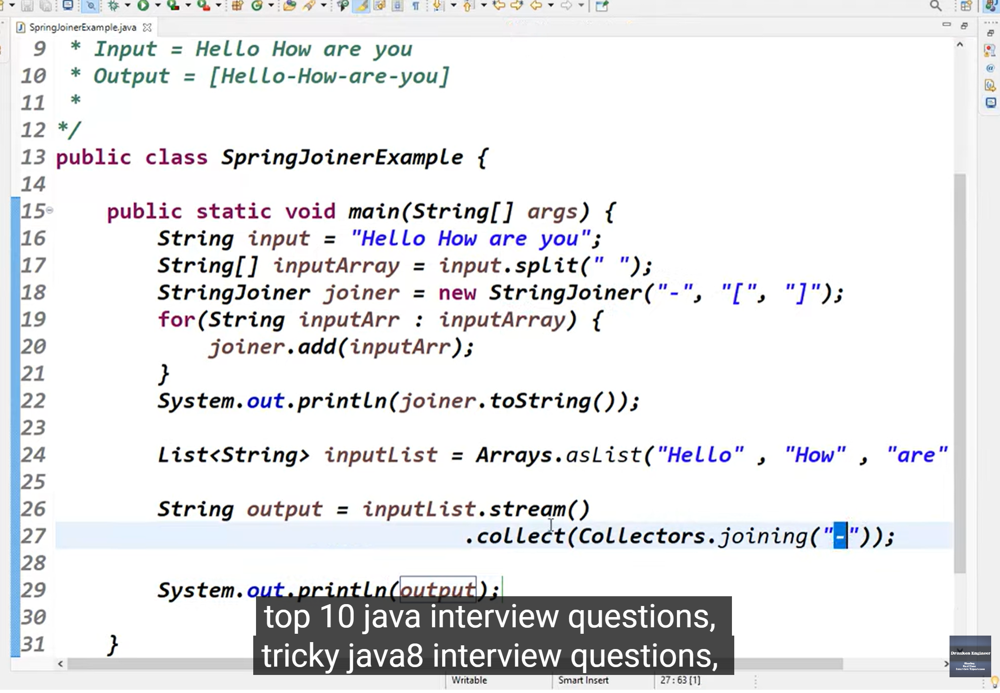 SpringJoinerExample.java
9 * Input = Hello How are you
10 * Output = [Hello-How-are-you]
11 *
12 */
13 public class SpringJoinerExample {
14
15 public static void main(String[] args) {
16 String input = "Hello How are you";
17 String[] inputArray = input.split(" ");
18 StringJoiner joiner = new StringJoiner("-", "[", "]");
19 for(String inputArr : inputArray) {
20 joiner.add(inputArr);
21 }
22 System.out.println(joiner.toString());
23
24 List<String> inputList = Arrays.asList("Hello" , "How" , "are"
25
26 String output = inputList.stream()
27 .collect(Collectors.joining("-"));
28
29 System.out.println(output);
30
31 }
top 10 java interview questions,
tricky java8 interview questions,
Drunken Engineer
Sharing
Real Time
Interview Experiences
Writable Smart Insert 27 : 63 [1]